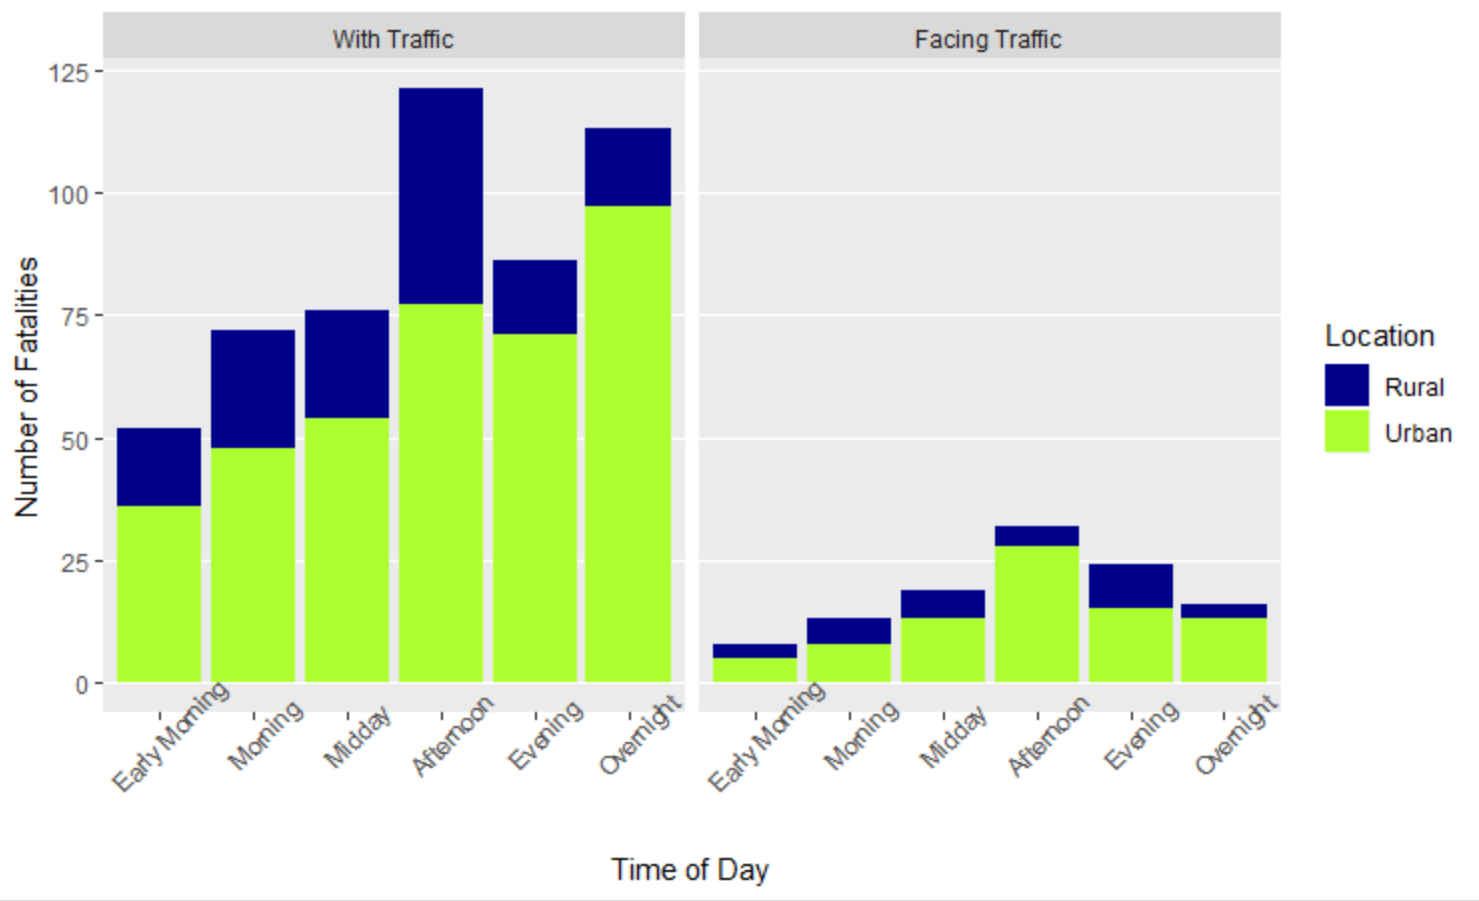 With Traffic
Facing Traffic
125
100
75
50
25
0
Number of Fatalities
Early Morning
Morning
Midday
Afternoon
Evening
Overnight
Early Morning
Morning
Midday
Afternoon
Evening
Overnight
Time of Day
Location
Rural
Urban